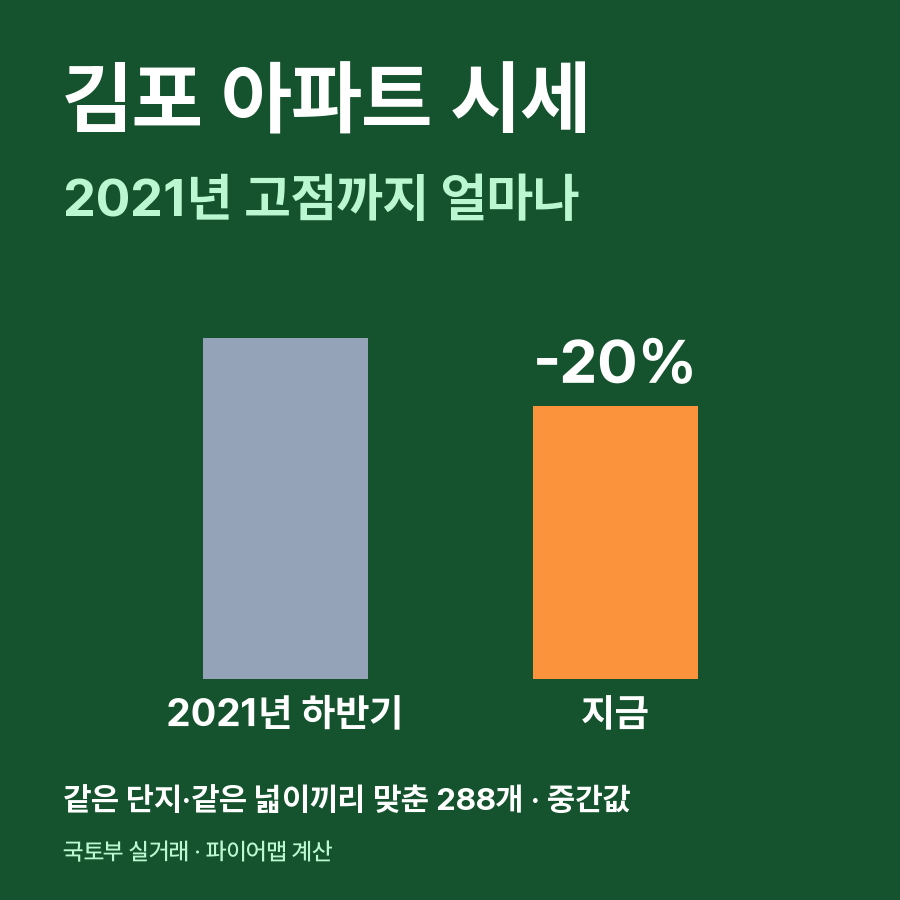 김포 아파트 시세
2021년 고점까지 얼마나
-20%
2021년 하반기
지금
같은 단지·같은 넓이끼리 맞춘 288개 · 중간값
국토부 실거래 · 파이어맵 계산